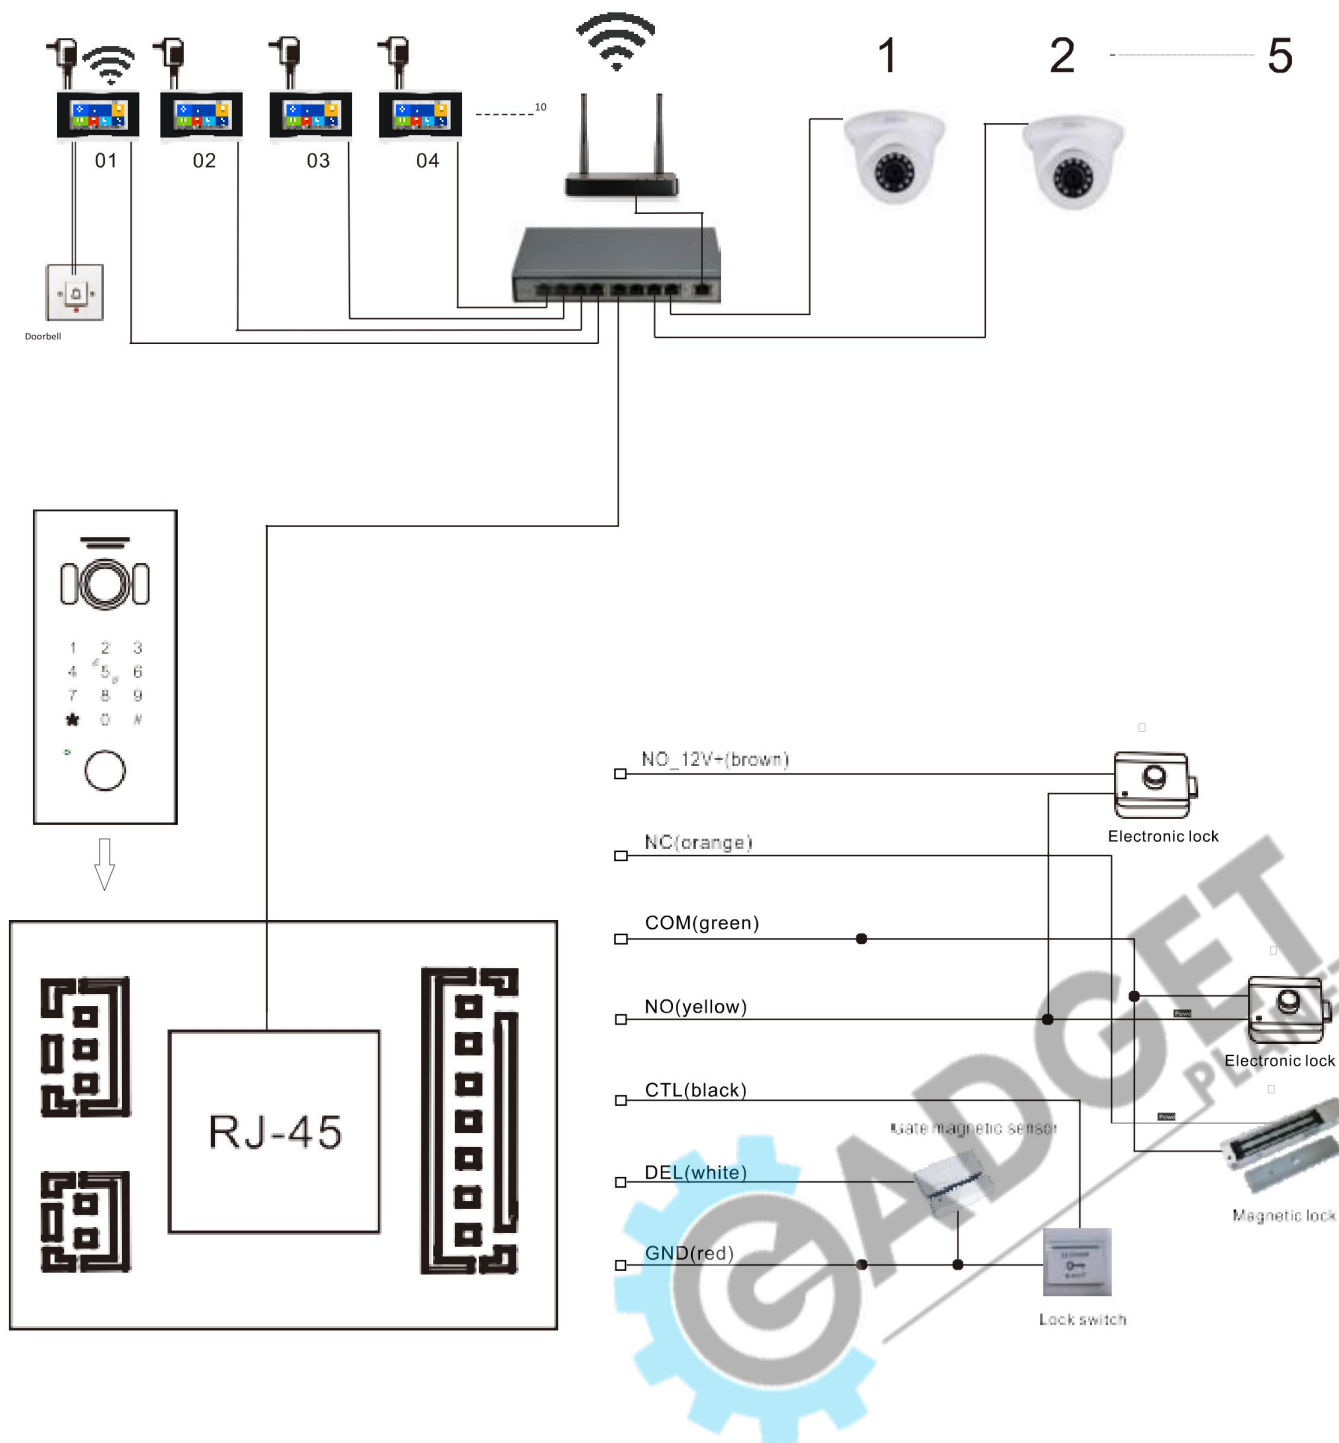 1
2
5
10
01
02
03
04
Doorbell
1 2 3
4 5 6
7 8 9
* 0 #
NO_12V+(brown)
Electronic lock
NC(orange)
COM(green)
NO(yellow)
Electronic lock
CTL(black)
Gate magnetic sensor
DEL(white)
Magnetic lock
GND(red)
Lock switch
RJ-45
GADGET